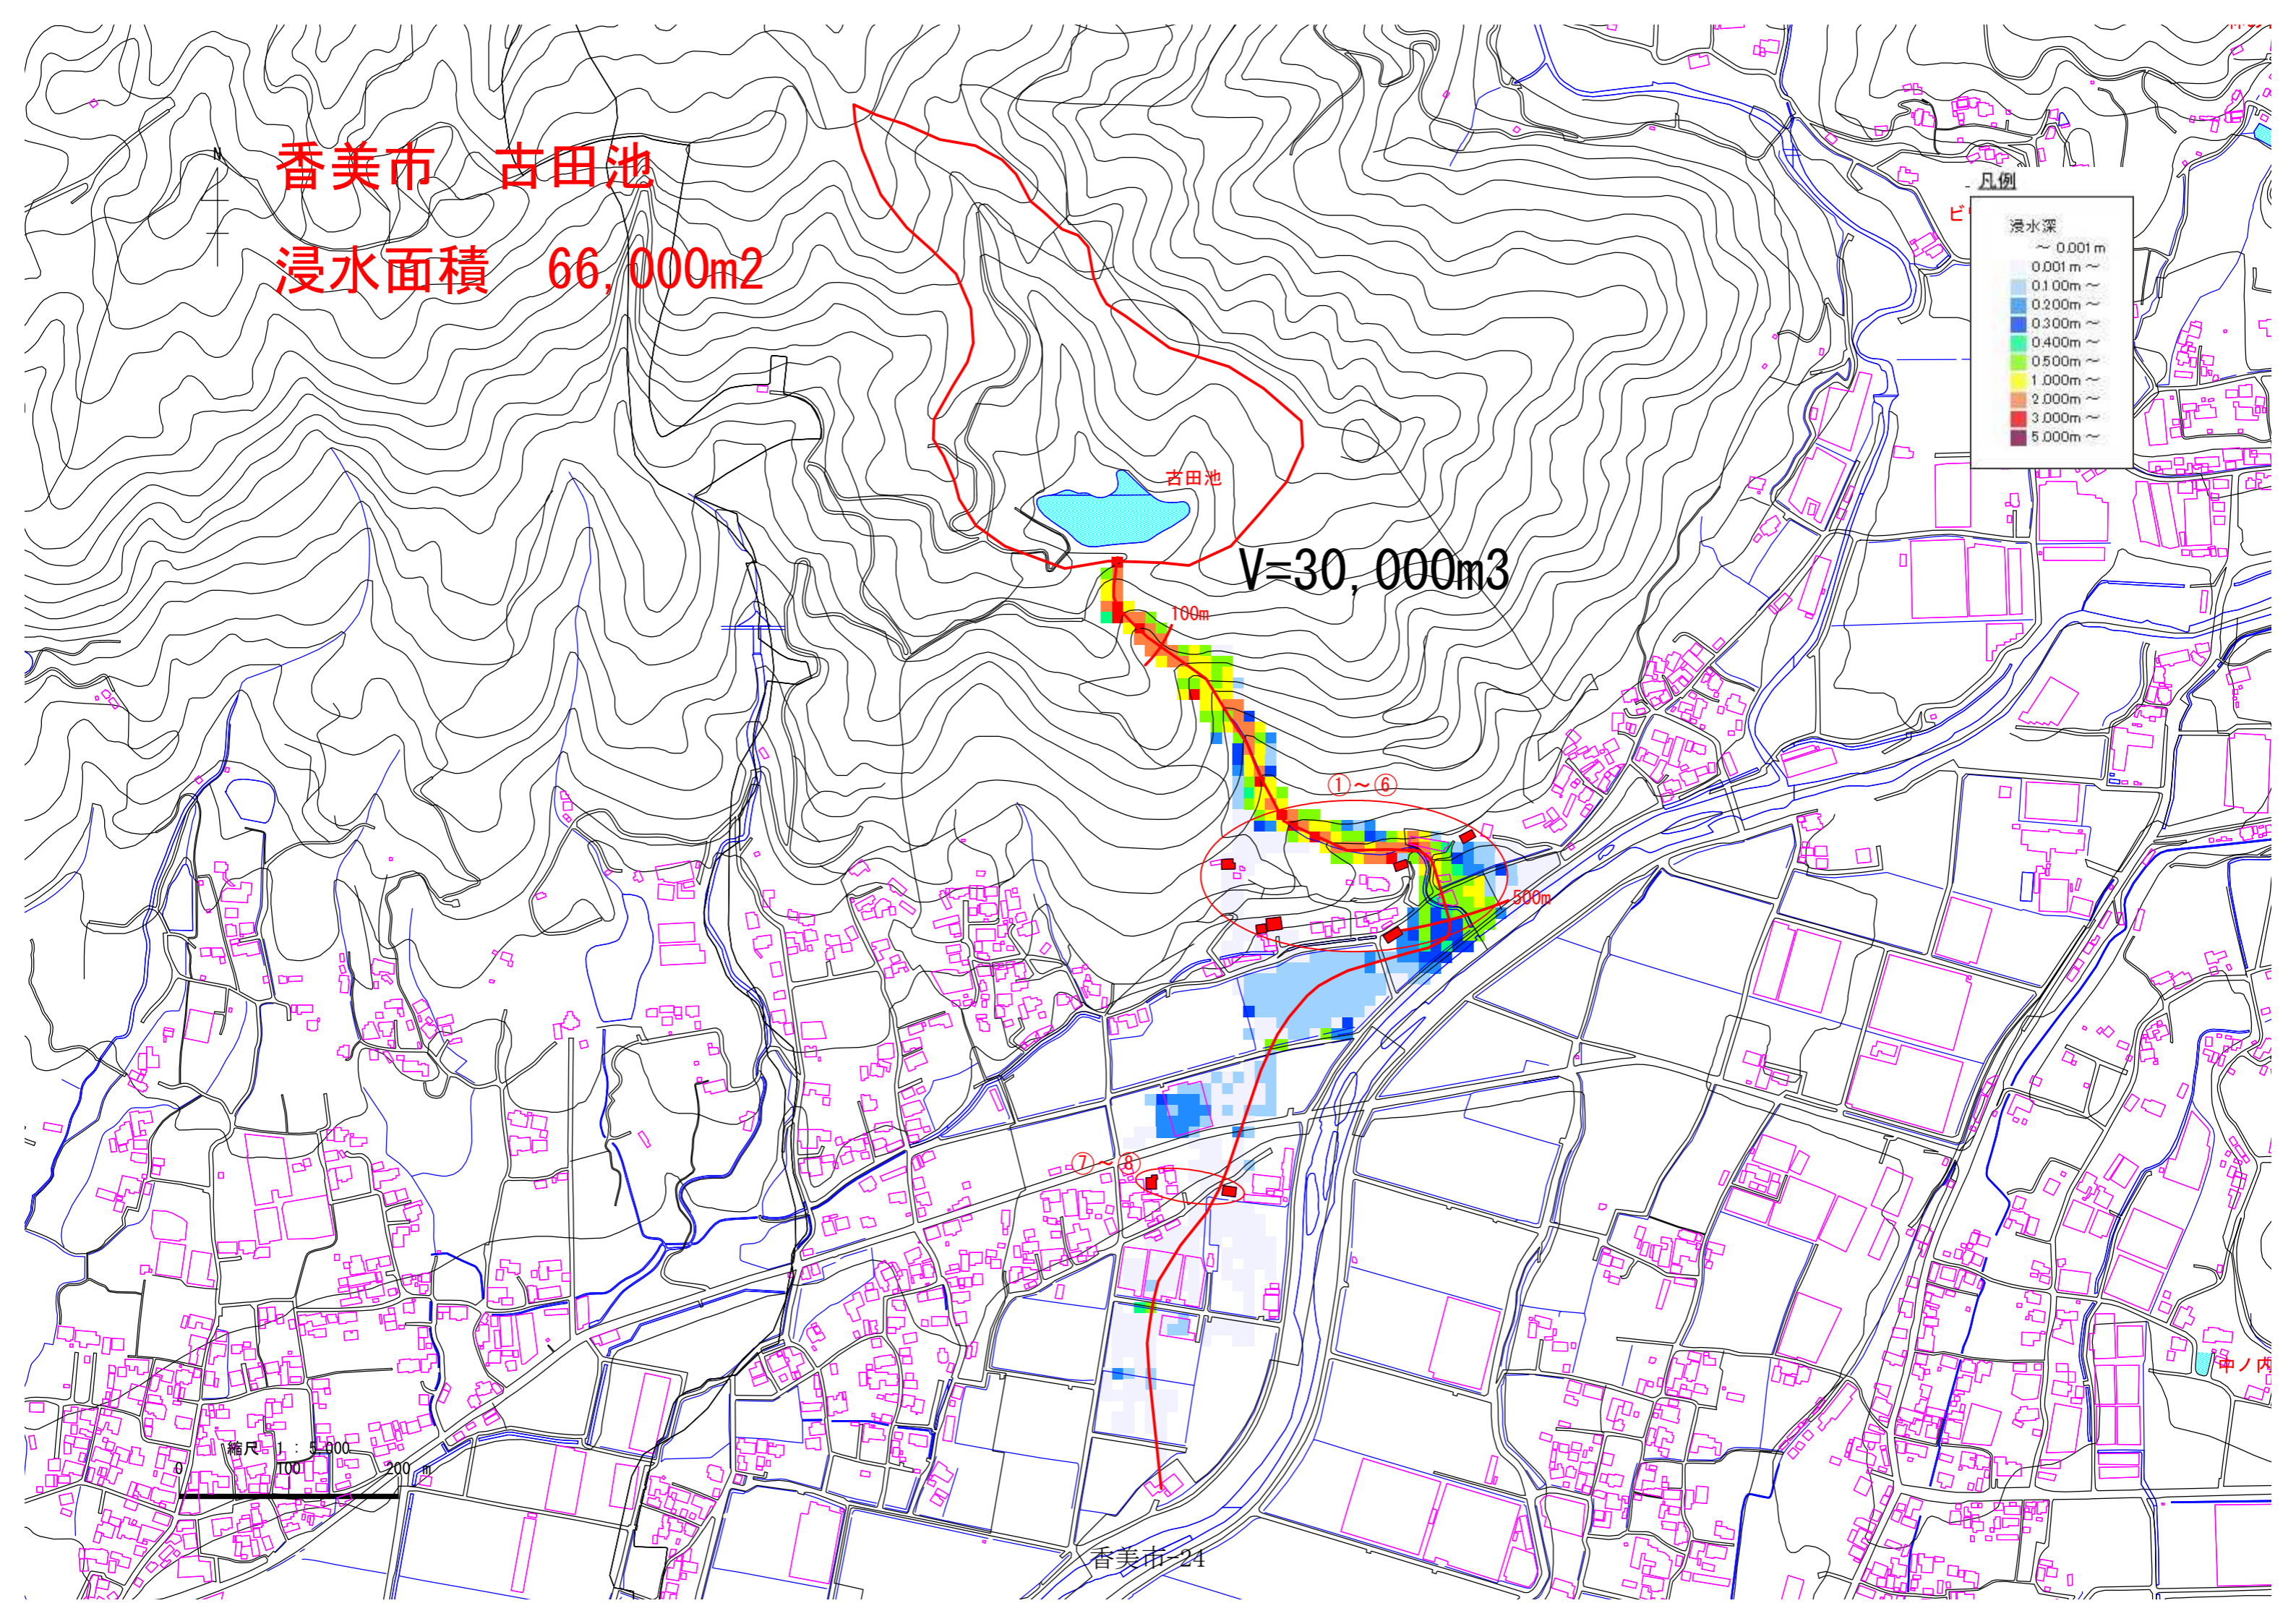 N
香美市　古田池
浸水面積　66,000m2
凡例
浸水深
～ 0.001m
0.001m～
0.100m～
0.200m～
0.300m～
0.400m～
0.500m～
1.000m～
2.000m～
3.000m～
5.000m～
古田池
V=30,000m3
100m
①～⑥
500m
⑦～⑧
中ノ内
縮尺 1 : 5,000
0 100 200 m
香美市-24